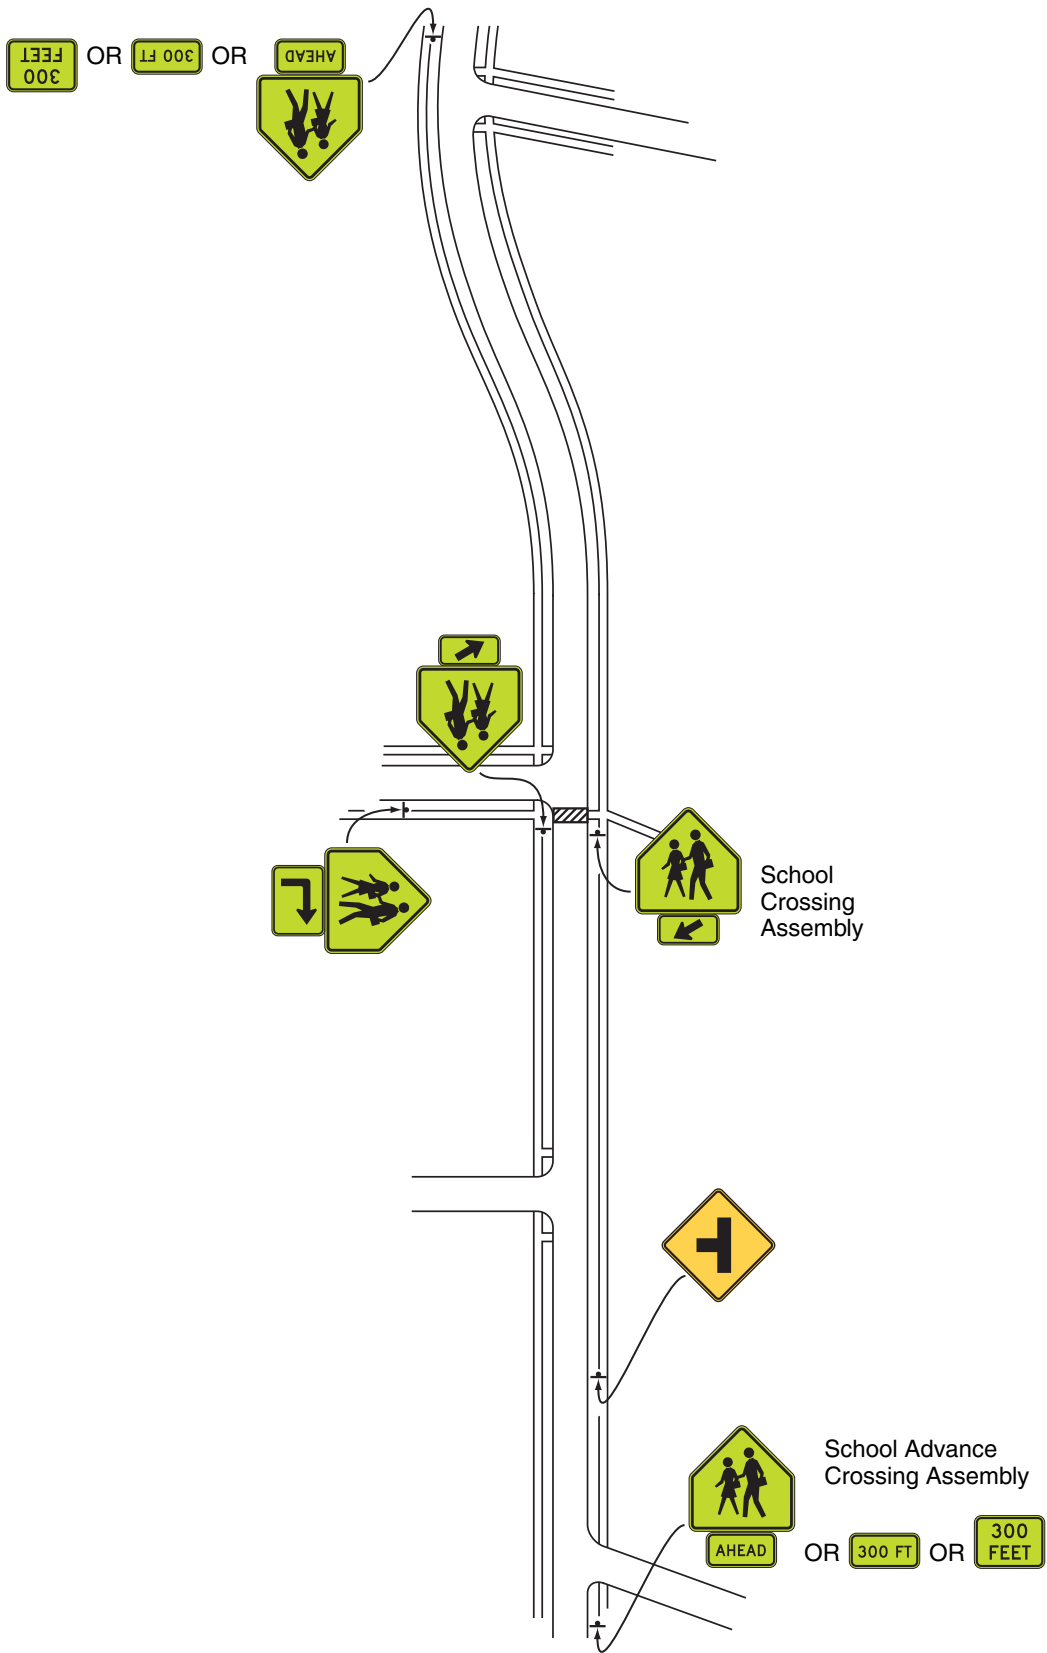 300
FEET
OR
300 FT
OR
AHEAD
School
Crossing
Assembly
School Advance
Crossing Assembly
AHEAD
OR
300 FT
OR
300
FEET